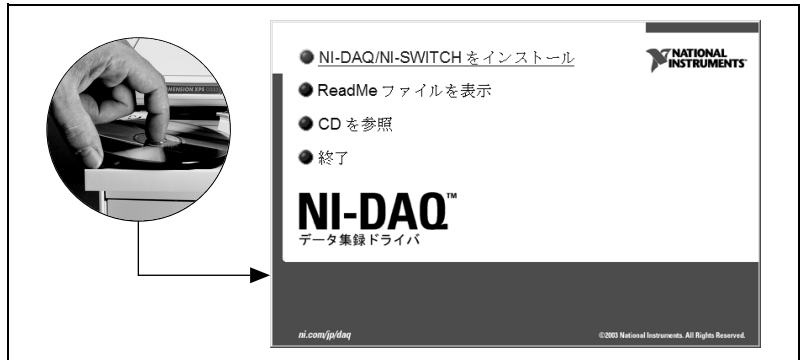 DIMENSION XPS
NI-DAQ/NI-SWITCH をインストール
ReadMe ファイルを表示
CD を参照
終了
NATIONAL
INSTRUMENTS
NI-DAQ™
データ集録ドライバ
ni.com/jp/daq
©2003 National Instruments. All Rights Reserved.